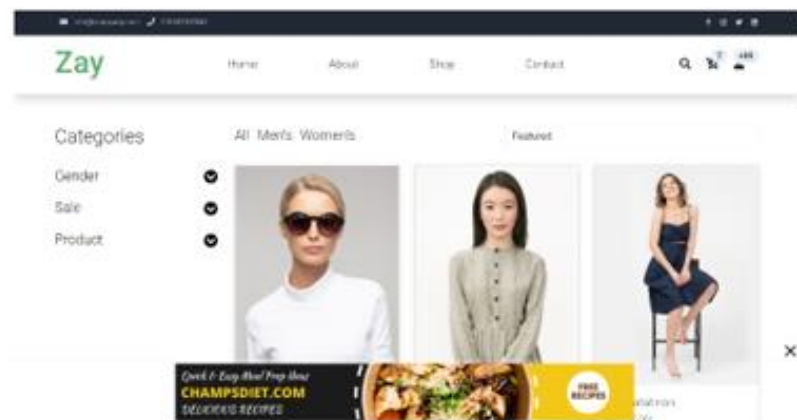 Zay
Home About Shop Contact
Categories
All Men's Women's
Featured
Gender
Sale
Product
Quick & Easy Meal Prep Ideas
CHAMPSDIET.COM
DELICIOUS RECIPES
FREE
RECIPES